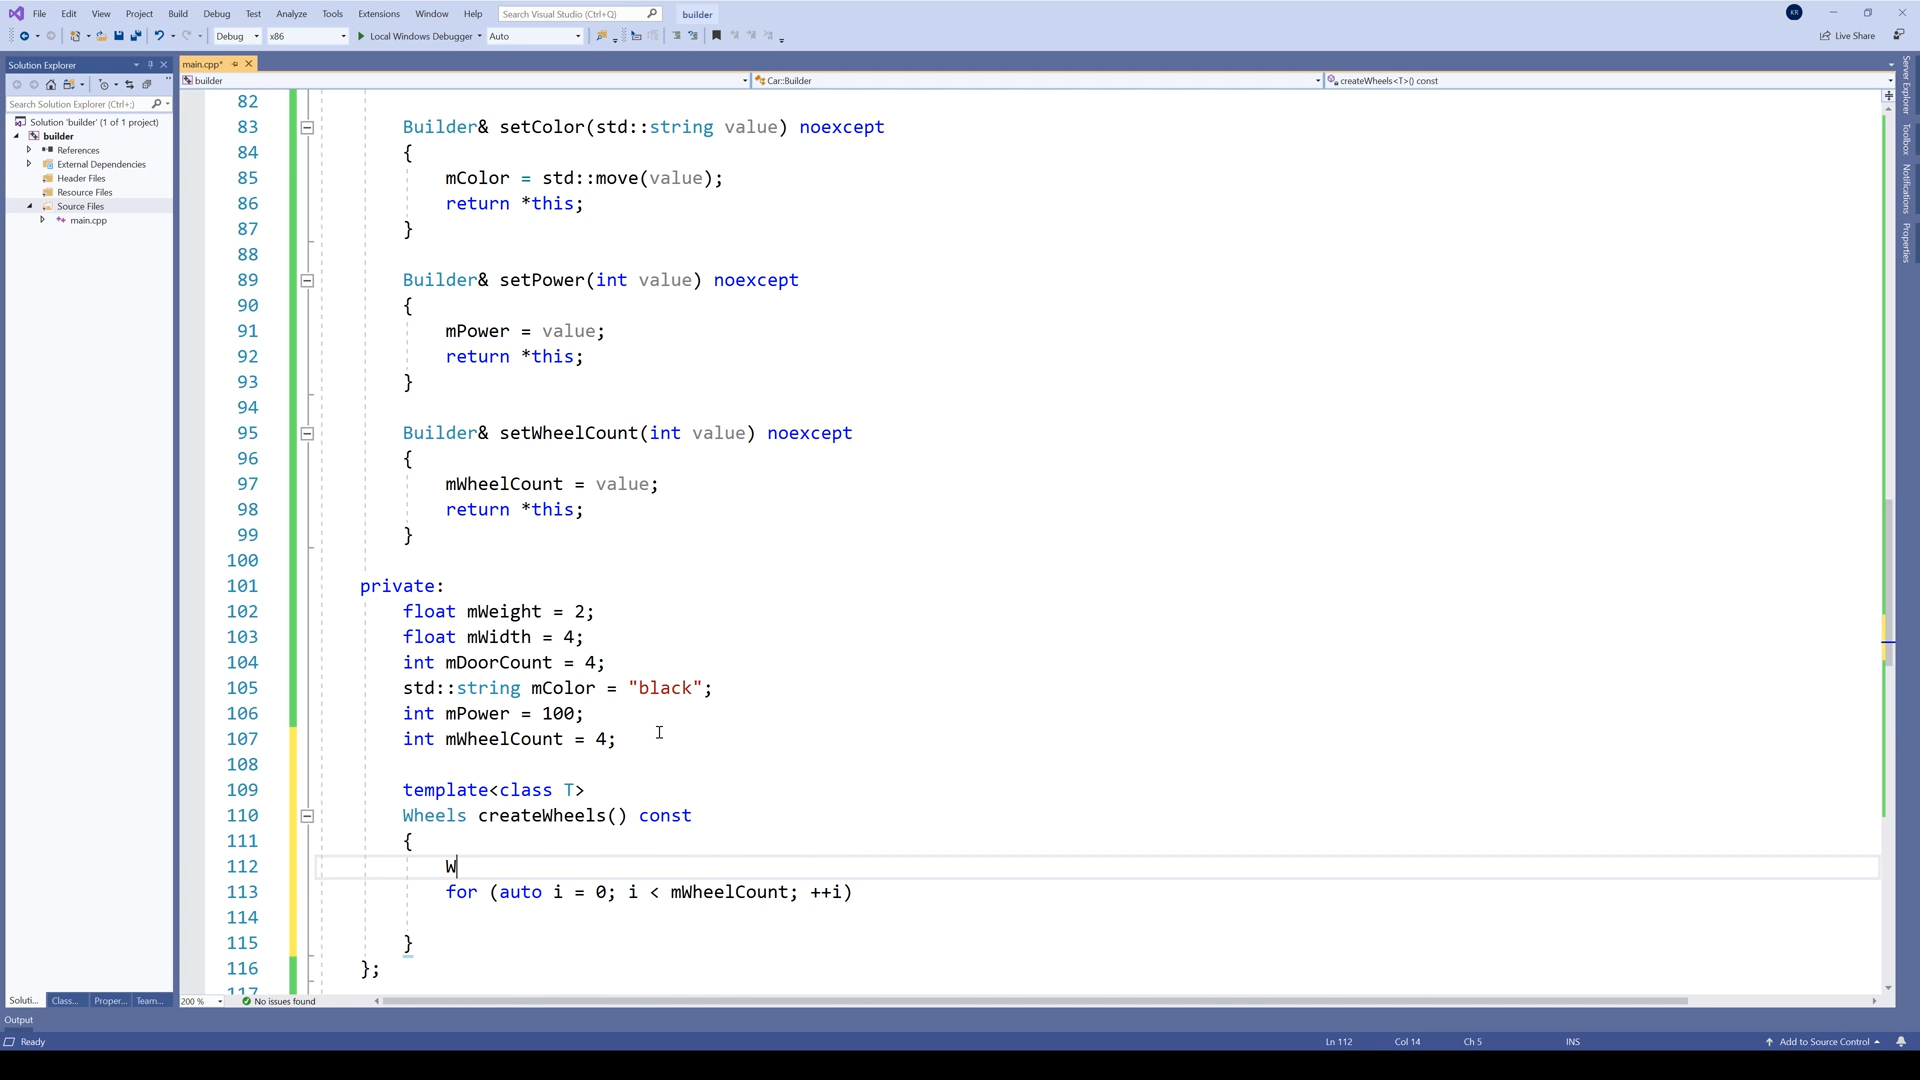 File Edit View Project Build Debug Test Analyze Tools Extensions Window Help Search Visual Studio (Ctrl+Q) builder KR
Debug x86 Local Windows Debugger Auto Live Share
Solution Explorer
main.cpp*
builder Car::Builder createWheels<T>() const
Search Solution Explorer (Ctrl+;)
Solution 'builder' (1 of 1 project)
builder
References
External Dependencies
Header Files
Resource Files
Source Files
main.cpp
82
83 Builder& setColor(std::string value) noexcept
84 {
85 mColor = std::move(value);
86 return *this;
87 }
88
89 Builder& setPower(int value) noexcept
90 {
91 mPower = value;
92 return *this;
93 }
94
95 Builder& setWheelCount(int value) noexcept
96 {
97 mWheelCount = value;
98 return *this;
99 }
100
101 private:
102 float mWeight = 2;
103 float mWidth = 4;
104 int mDoorCount = 4;
105 std::string mColor = "black";
106 int mPower = 100;
107 int mWheelCount = 4;
108
109 template<class T>
110 Wheels createWheels() const
111 {
112 W
113 for (auto i = 0; i < mWheelCount; ++i)
114
115 }
116 };
117
Server Explorer
Toolbox
Notifications
Properties
Soluti... Class... Proper... Team...
200 % No issues found
Output
Ready Ln 112 Col 14 Ch 5 INS Add to Source Control